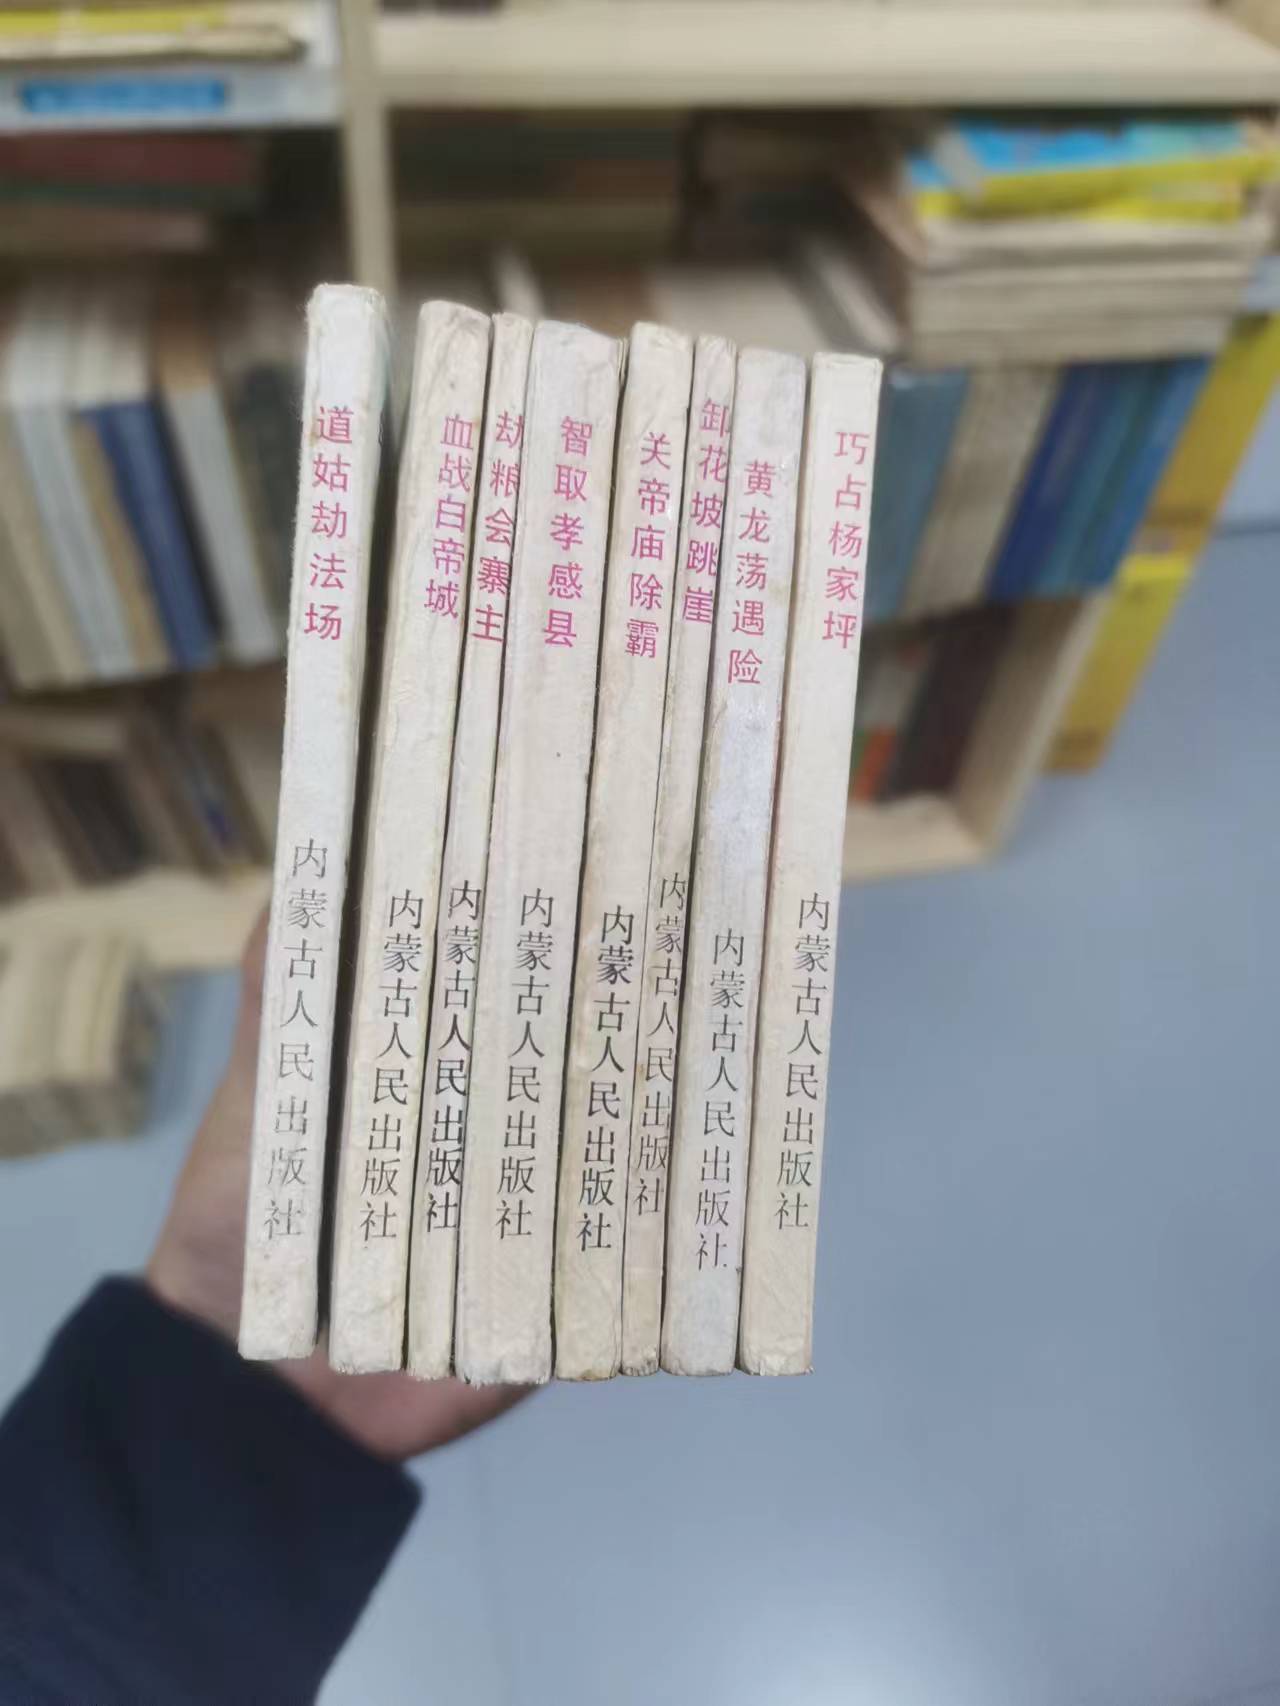 道姑劫法场
内蒙古人民出版社
血战白帝城
内蒙古人民出版社
劫粮会寨主
内蒙古人民出版社
智取孝感县
内蒙古人民出版社
关帝庙除霸
内蒙古人民出版社
卸花坡跳崖
内蒙古人民出版社
黄龙荡遇险
内蒙古人民出版社
巧占杨家坪
内蒙古人民出版社